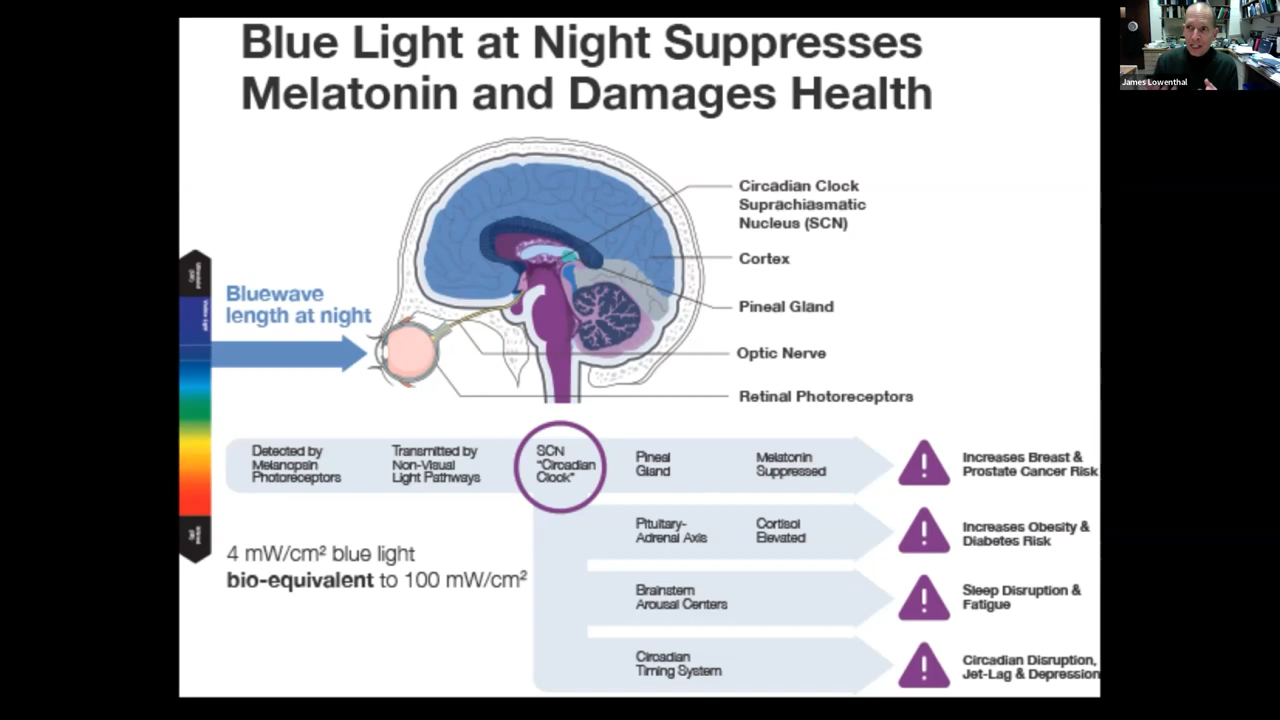 Blue Light at Night Suppresses
Melatonin and Damages Health
James Lowenthal
Circadian Clock
Suprachiasmatic
Nucleus (SCN)
Cortex
Pineal Gland
Optic Nerve
Retinal Photoreceptors
Bluewave
length at night
Visible Light
Detected by
Melanopsin
Photoreceptors
Transmitted by
Non-Visual
Light Pathways
SCN
"Circadian
Clock"
Pineal
Gland
Melatonin
Suppressed
Increases Breast &
Prostate Cancer Risk
Pituitary-
Adrenal Axis
Cortisol
Elevated
Increases Obesity &
Diabetes Risk
4 mW/cm² blue light
bio-equivalent to 100 mW/cm²
Brainstem
Arousal Centers
Sleep Disruption &
Fatigue
Circadian
Timing System
Circadian Disruption,
Jet-Lag & Depression